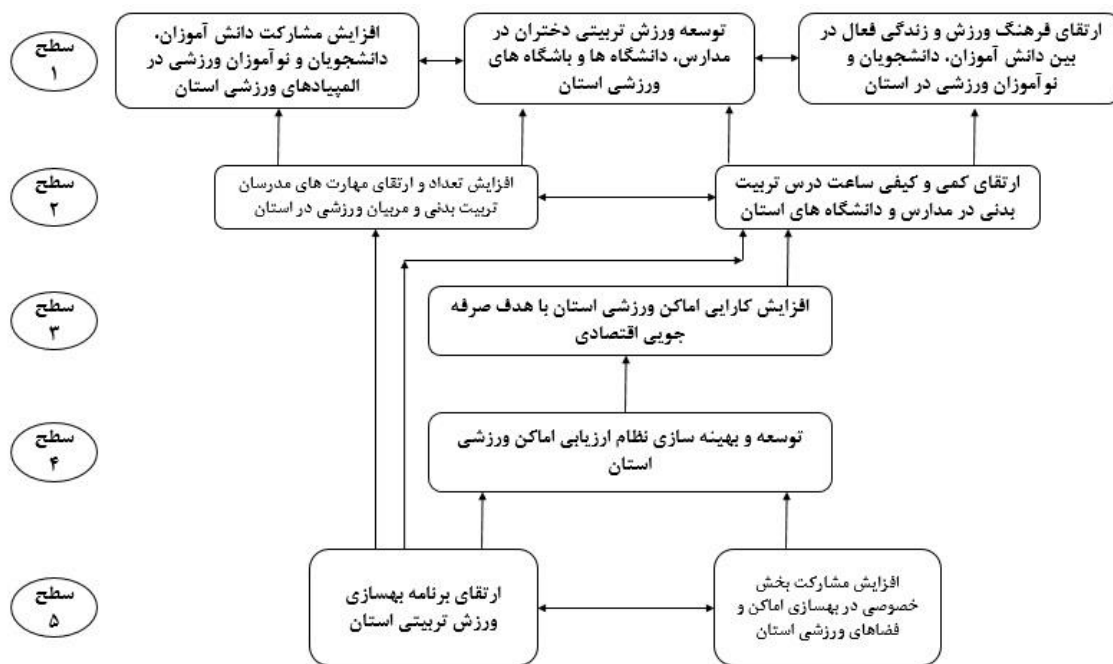 سطح
۱
ارتقای فرهنگ ورزش و زندگی فعال در
بین دانش آموزان، دانشجویان و
نوآموزان ورزشی در استان
توسعه ورزش تربیتی دختران در
مدارس، دانشگاه ها و باشگاه های
ورزشی استان
افزایش مشارکت دانش آموزان،
دانشجویان و نوآموزان ورزشی در
المپیادهای ورزشی استان
سطح
۲
ارتقای کمی و کیفی ساعت درس تربیت
بدنی در مدارس و دانشگاه های استان
افزایش تعداد و ارتقای مهارت های مدرسان
تربیت بدنی و مربیان ورزشی در استان
سطح
۳
افزایش کارایی اماکن ورزشی استان با هدف صرفه
جویی اقتصادی
سطح
۴
توسعه و بهینه سازی نظام ارزیابی اماکن ورزشی
استان
سطح
۵
افزایش مشارکت بخش
خصوصی در بهسازی اماکن و
فضاهای ورزشی استان
ارتقای برنامه بهسازی
ورزش تربیتی استان